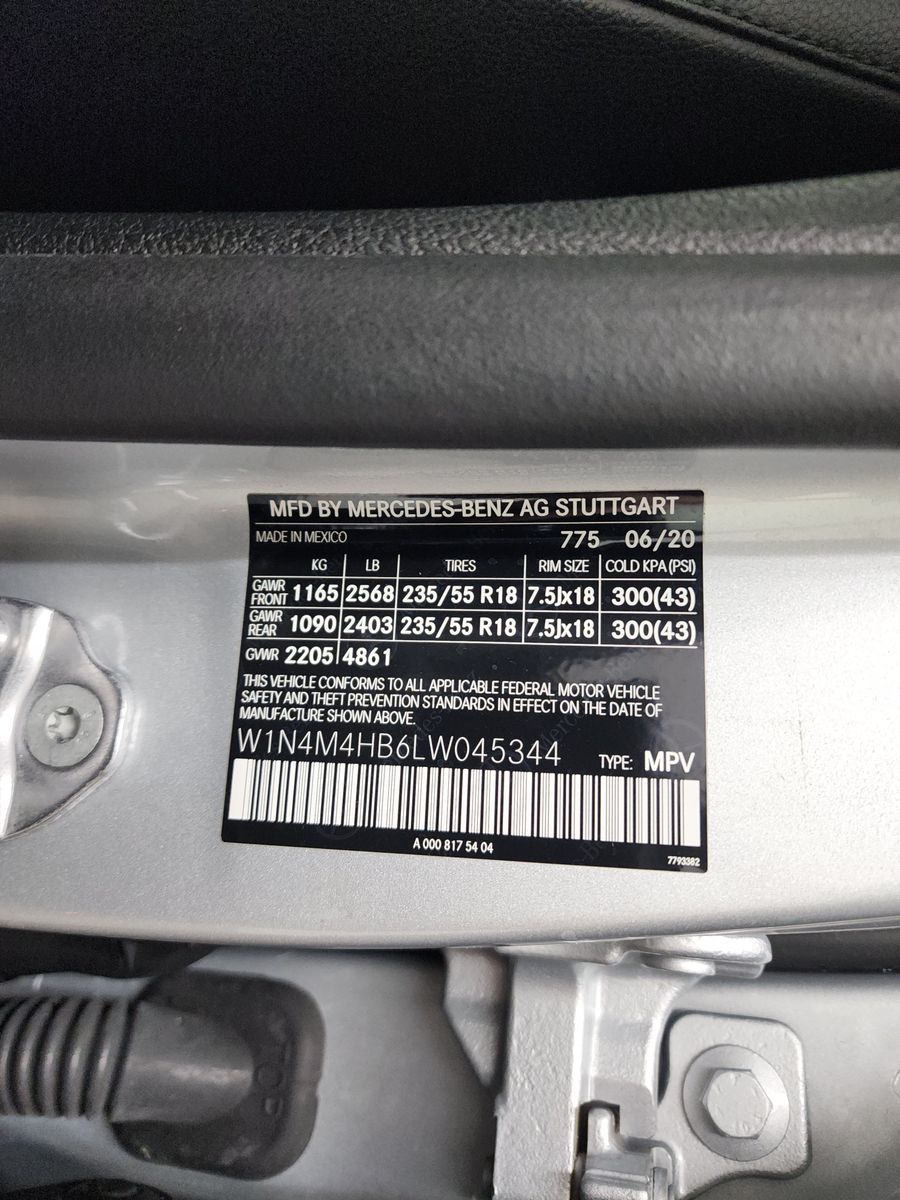 MFD BY MERCEDES-BENZ AG STUTTGART
MADE IN MEXICO 775 06/20
KG LB TIRES RIM SIZE COLD KPA (PSI)
GAWR FRONT 1165 2568 235/55 R18 7.5Jx18 300(43)
GAWR REAR 1090 2403 235/55 R18 7.5Jx18 300(43)
GVWR 2205 4861
THIS VEHICLE CONFORMS TO ALL APPLICABLE FEDERAL MOTOR VEHICLE
SAFETY AND THEFT PREVENTION STANDARDS IN EFFECT ON THE DATE OF
MANUFACTURE SHOWN ABOVE.
W1N4M4HB6LW045344 TYPE: MPV
A 000 817 54 04
7793382
TOP